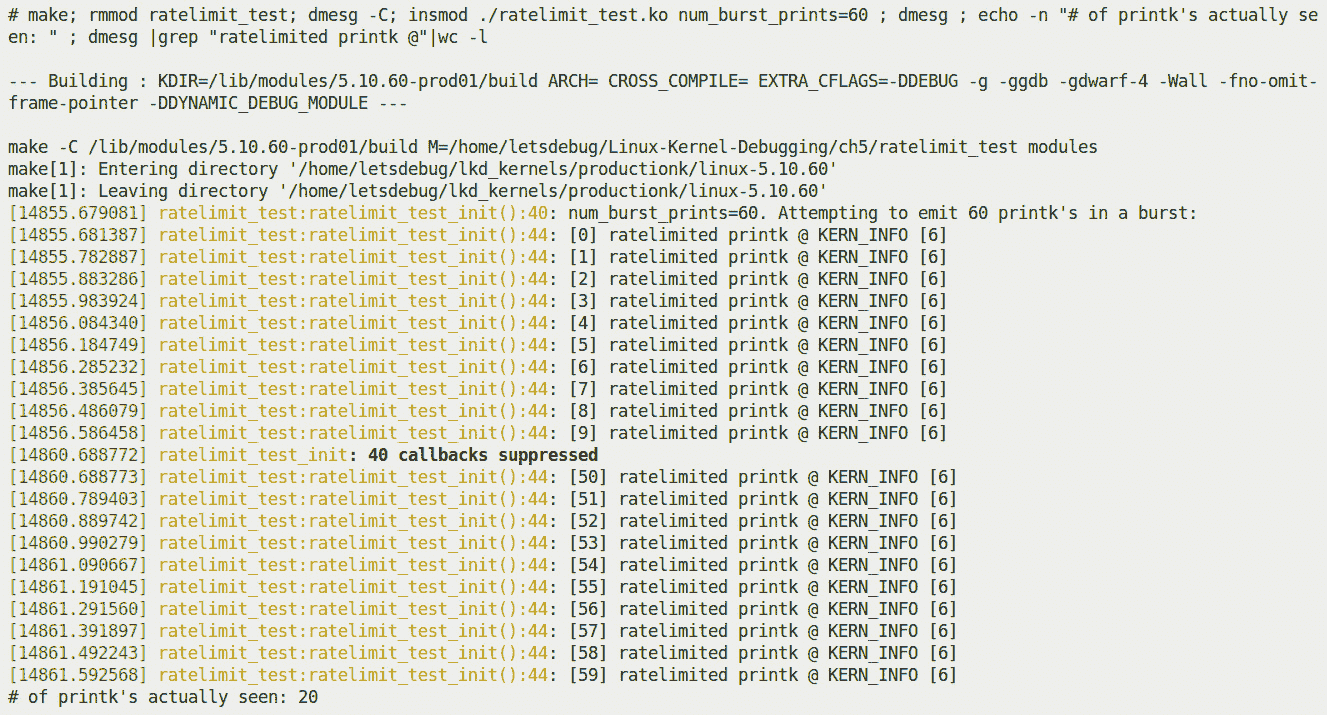 # make; rmmod ratelimit_test; dmesg -C; insmod ./ratelimit_test.ko num_burst_prints=60 ; dmesg ; echo -n "# of printk's actually se
en: " ; dmesg |grep "ratelimited printk @"|wc -l
--- Building : KDIR=/lib/modules/5.10.60-prod01/build ARCH= CROSS_COMPILE= EXTRA_CFLAGS=-DDEBUG -g -ggdb -gdwarf-4 -Wall -fno-omit-
frame-pointer -DDYNAMIC_DEBUG_MODULE ---
make -C /lib/modules/5.10.60-prod01/build M=/home/letsdebug/Linux-Kernel-Debugging/ch5/ratelimit_test modules
make[1]: Entering directory '/home/letsdebug/lkd_kernels/productionk/linux-5.10.60'
make[1]: Leaving directory '/home/letsdebug/lkd_kernels/productionk/linux-5.10.60'
[14855.679081] ratelimit_test:ratelimit_test_init():40: num_burst_prints=60. Attempting to emit 60 printk's in a burst:
[14855.681387] ratelimit_test:ratelimit_test_init():44: [0] ratelimited printk @ KERN_INFO [6]
[14855.782887] ratelimit_test:ratelimit_test_init():44: [1] ratelimited printk @ KERN_INFO [6]
[14855.883286] ratelimit_test:ratelimit_test_init():44: [2] ratelimited printk @ KERN_INFO [6]
[14855.983924] ratelimit_test:ratelimit_test_init():44: [3] ratelimited printk @ KERN_INFO [6]
[14856.084340] ratelimit_test:ratelimit_test_init():44: [4] ratelimited printk @ KERN_INFO [6]
[14856.184749] ratelimit_test:ratelimit_test_init():44: [5] ratelimited printk @ KERN_INFO [6]
[14856.285232] ratelimit_test:ratelimit_test_init():44: [6] ratelimited printk @ KERN_INFO [6]
[14856.385645] ratelimit_test:ratelimit_test_init():44: [7] ratelimited printk @ KERN_INFO [6]
[14856.486079] ratelimit_test:ratelimit_test_init():44: [8] ratelimited printk @ KERN_INFO [6]
[14856.586458] ratelimit_test:ratelimit_test_init():44: [9] ratelimited printk @ KERN_INFO [6]
[14860.688772] ratelimit_test_init: 40 callbacks suppressed
[14860.688773] ratelimit_test:ratelimit_test_init():44: [50] ratelimited printk @ KERN_INFO [6]
[14860.789403] ratelimit_test:ratelimit_test_init():44: [51] ratelimited printk @ KERN_INFO [6]
[14860.889742] ratelimit_test:ratelimit_test_init():44: [52] ratelimited printk @ KERN_INFO [6]
[14860.990279] ratelimit_test:ratelimit_test_init():44: [53] ratelimited printk @ KERN_INFO [6]
[14861.090667] ratelimit_test:ratelimit_test_init():44: [54] ratelimited printk @ KERN_INFO [6]
[14861.191045] ratelimit_test:ratelimit_test_init():44: [55] ratelimited printk @ KERN_INFO [6]
[14861.291560] ratelimit_test:ratelimit_test_init():44: [56] ratelimited printk @ KERN_INFO [6]
[14861.391897] ratelimit_test:ratelimit_test_init():44: [57] ratelimited printk @ KERN_INFO [6]
[14861.492243] ratelimit_test:ratelimit_test_init():44: [58] ratelimited printk @ KERN_INFO [6]
[14861.592568] ratelimit_test:ratelimit_test_init():44: [59] ratelimited printk @ KERN_INFO [6]
# of printk's actually seen: 20